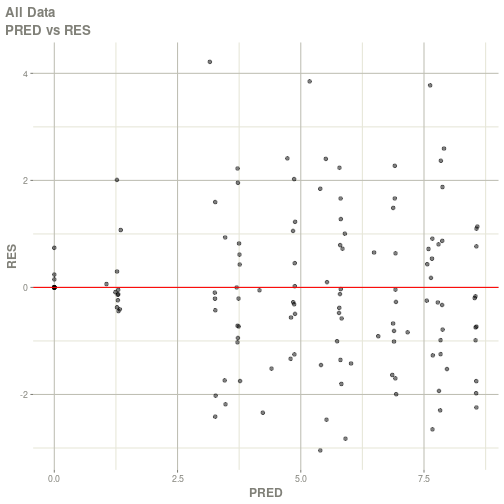 All Data
PRED vs RES
4
2
0
-2
RES
0.0 2.5 5.0 7.5
PRED